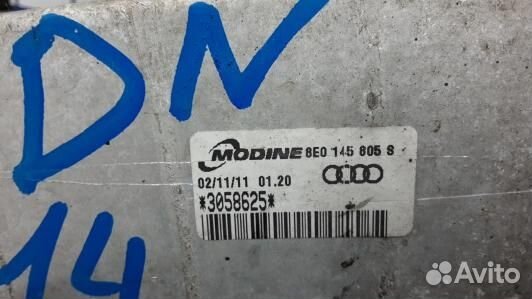 DN
14
MODINE 8E0 145 805 S
02/11/11 01.20
*3058625*
Avito